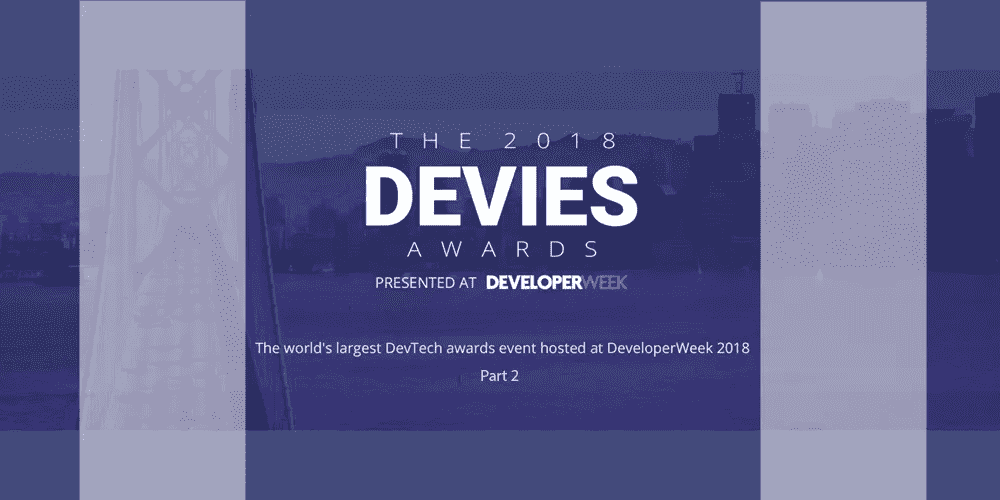 THE 2018
DEVIES
AWARDS
PRESENTED AT DEVELOPERWEEK
The world's largest DevTech awards event hosted at DeveloperWeek 2018
Part 2